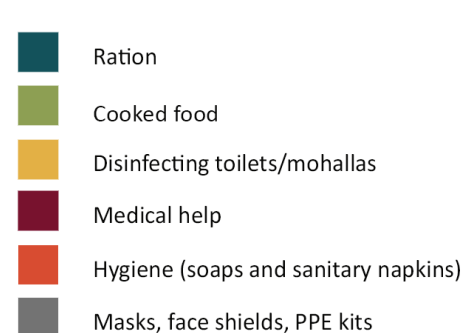 Ration
Cooked food
Disinfecting toilets/mohallas
Medical help
Hygiene (soaps and sanitary napkins)
Masks, face shields, PPE kits